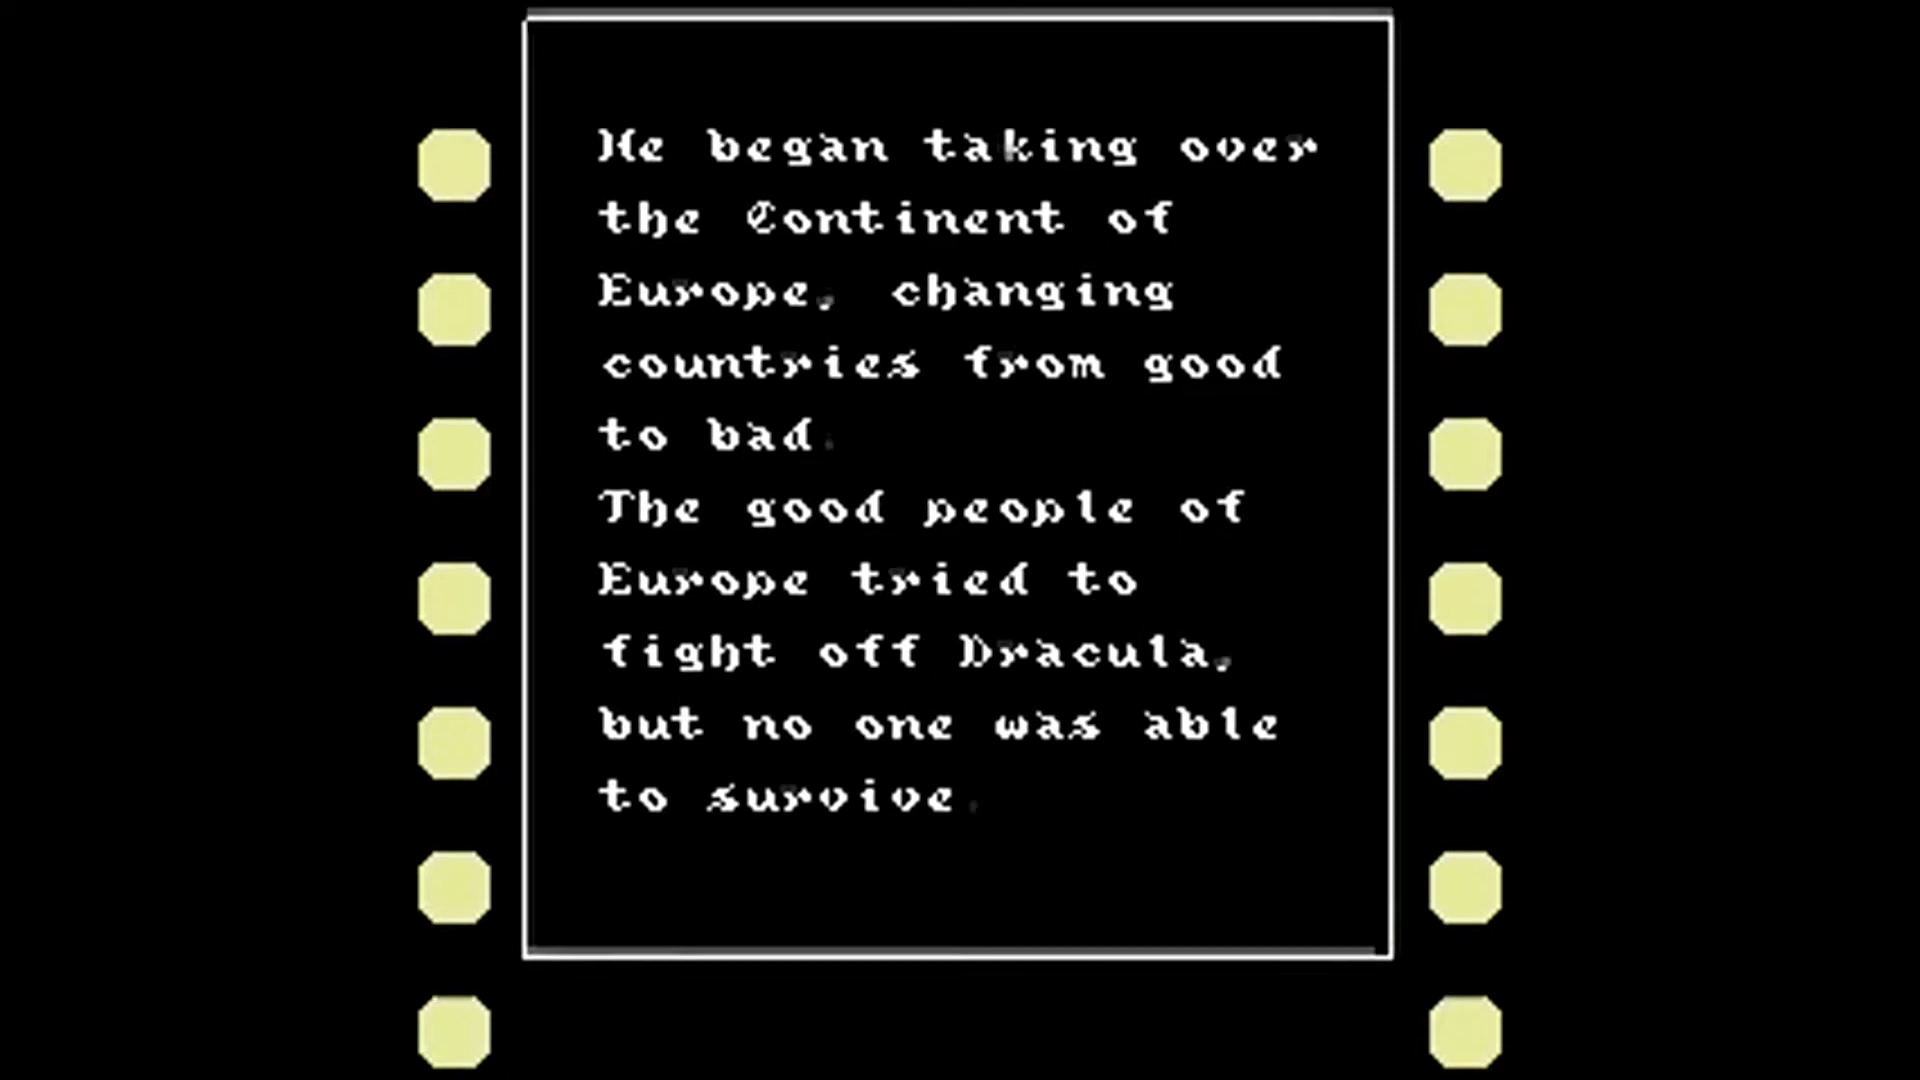 He began taking over
the Continent of
Europe, changing
countries from good
to bad.
The good people of
Europe tried to
fight off Dracula,
but no one was able
to survive.